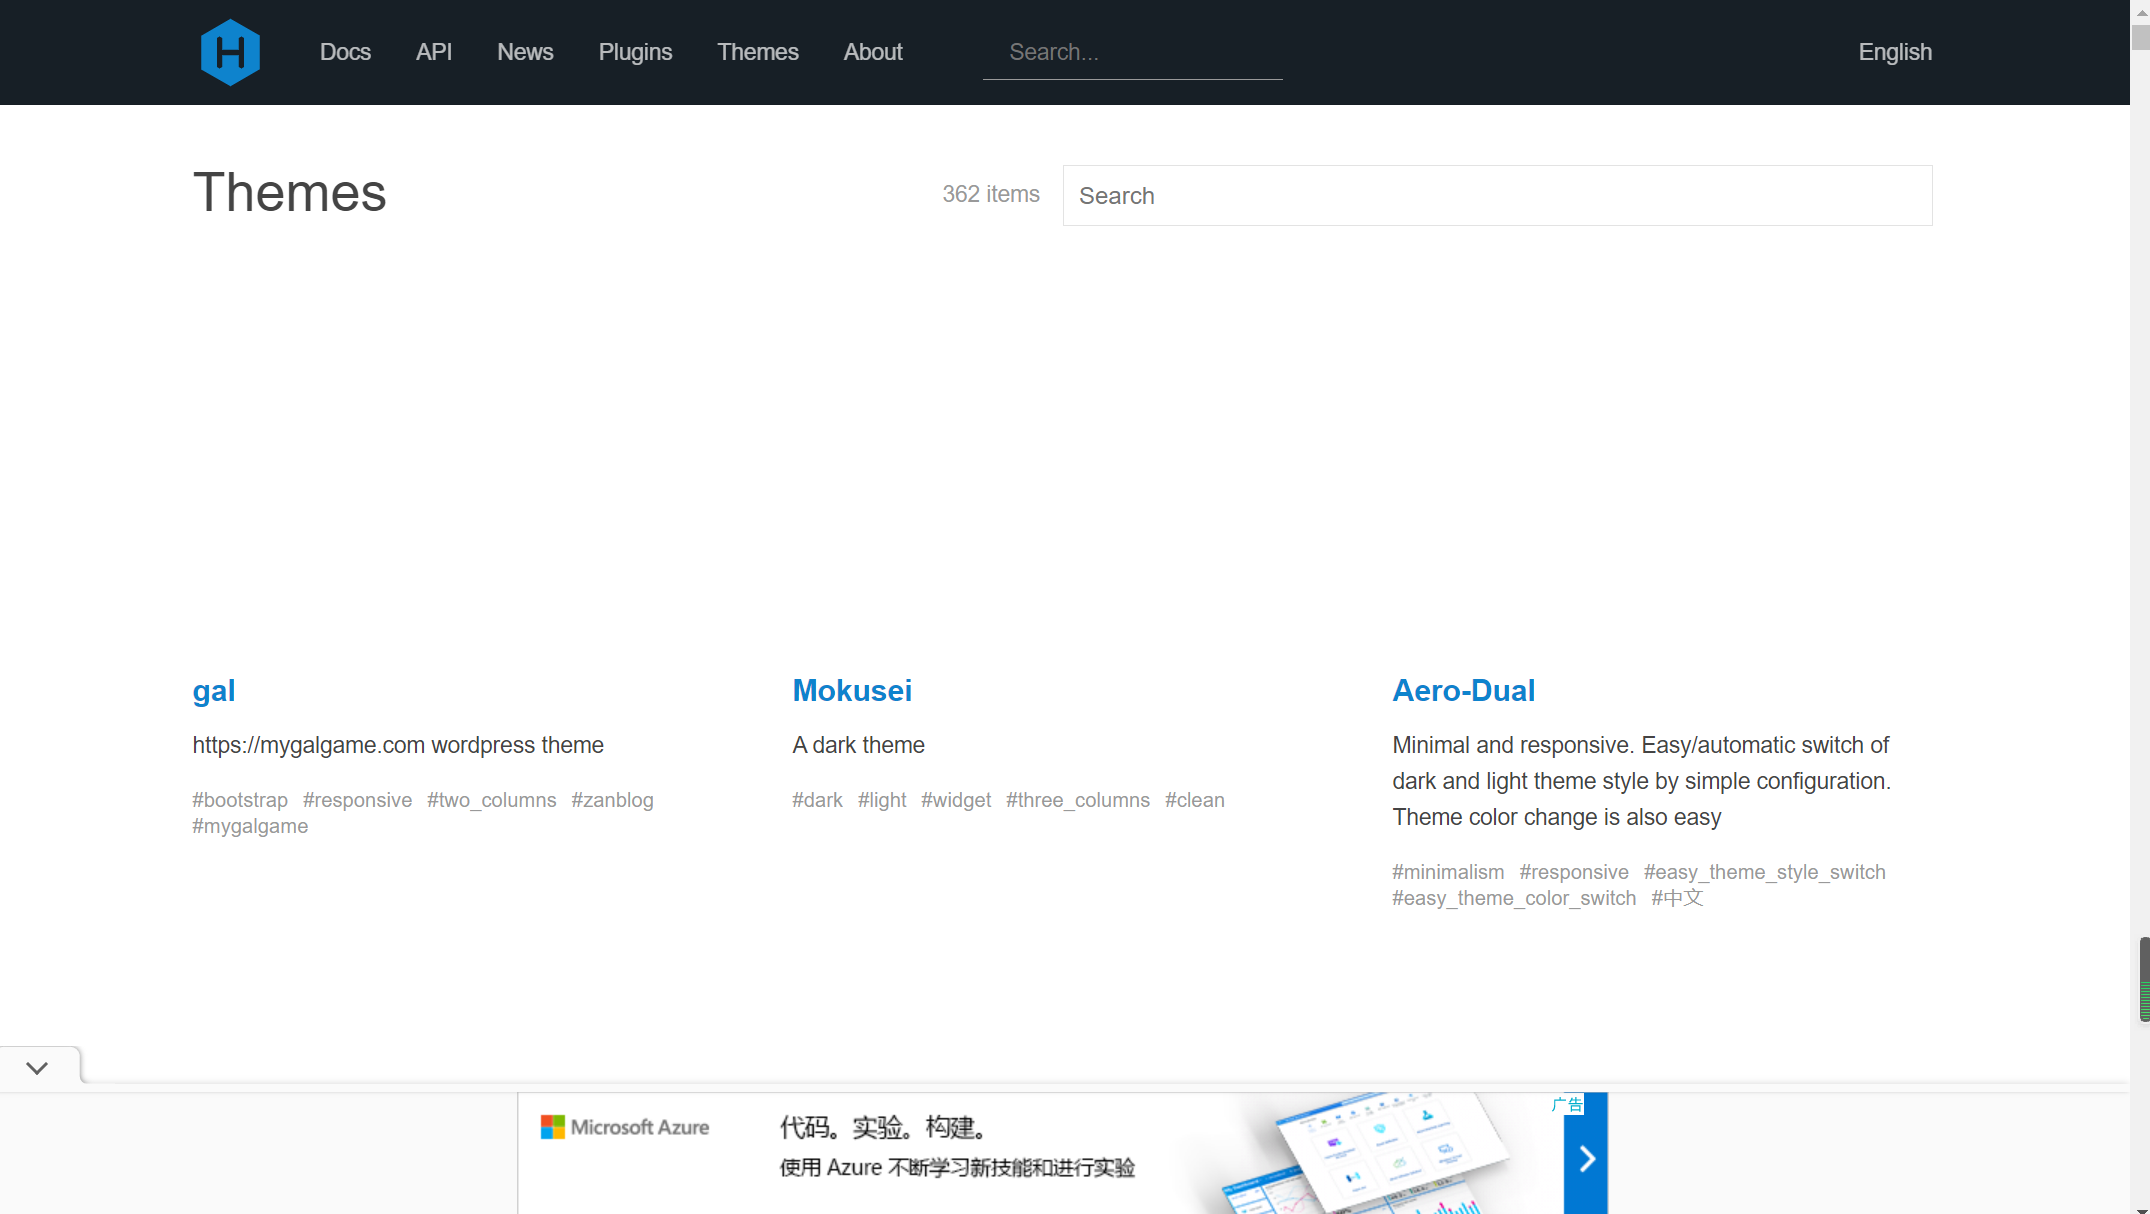 H
Docs API News Plugins Themes About Search... English
Themes 362 items Search
gal
https://mygalgame.com wordpress theme
#bootstrap #responsive #two_columns #zanblog
#mygalgame
Mokusei
A dark theme
#dark #light #widget #three_columns #clean
Aero-Dual
Minimal and responsive. Easy/automatic switch of
dark and light theme style by simple configuration.
Theme color change is also easy
#minimalism #responsive #easy_theme_style_switch
#easy_theme_color_switch #中文
Microsoft Azure
代码。实验。构建。
使用 Azure 不断学习新技能和进行实验
广告